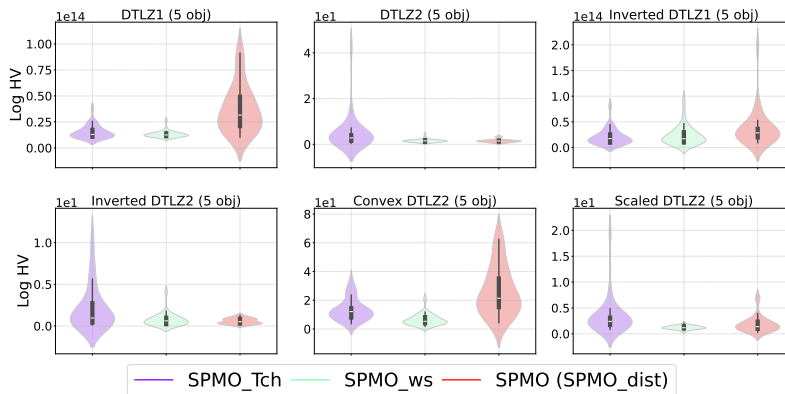 DTLZ1 (5 obj)
DTLZ2 (5 obj)
Inverted DTLZ1 (5 obj)
1e14
1e1
1e14
Log HV
1.00
0.75
0.50
0.25
0.00
4
2
0
2.0
1.5
1.0
0.5
0.0
Inverted DTLZ2 (5 obj)
Convex DTLZ2 (5 obj)
Scaled DTLZ2 (5 obj)
1e1
1e1
1e1
Log HV
1.0
0.5
0.0
8
6
4
2
0
2.0
1.5
1.0
0.5
0.0
SPMO_Tch SPMO_ws SPMO (SPMO_dist)